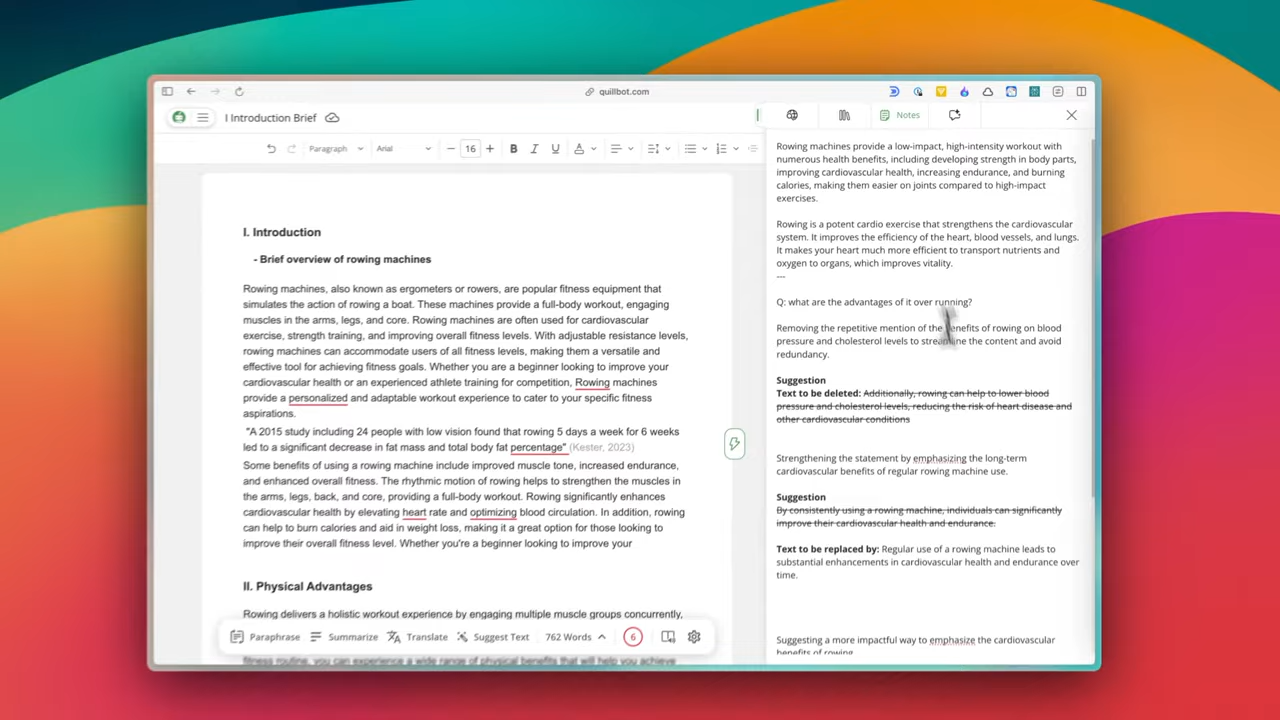 quillbot.com
I Introduction Brief
Notes
Paragraph
Arial
16
B
I
U
A
I. Introduction
- Brief overview of rowing machines
Rowing machines, also known as ergometers or rowers, are popular fitness equipment that
simulates the action of rowing a boat. These machines provide a full-body workout, engaging
muscles in the arms, legs, and core. Rowing machines are often used for cardiovascular
exercise, strength training, and improving overall fitness levels. With adjustable resistance levels,
rowing machines can accommodate users of all fitness levels, making them a versatile and
effective tool for achieving fitness goals. Whether you are a beginner looking to improve your
cardiovascular health or an experienced athlete training for competition, Rowing machines
provide a personalized and adaptable workout experience to cater to your specific fitness
aspirations.
"A 2015 study including 24 people with low vision found that rowing 5 days a week for 6 weeks
led to a significant decrease in fat mass and total body fat percentage" (Kester, 2023)
Some benefits of using a rowing machine include improved muscle tone, increased endurance,
and enhanced overall fitness. The rhythmic motion of rowing helps to strengthen the muscles in
the arms, legs, back, and core, providing a full-body workout. Rowing significantly enhances
cardiovascular health by elevating heart rate and optimizing blood circulation. In addition, rowing
can help to burn calories and aid in weight loss, making it a great option for those looking to
improve their overall fitness level. Whether you're a beginner looking to improve your
II. Physical Advantages
Rowing delivers a holistic workout experience by engaging multiple muscle groups concurrently,
Paraphrase
Summarize
Translate
Suggest Text
762 Words
6
fitness routine, you can experience a wide range of physical benefits that will help you achieve
Rowing machines provide a low-impact, high-intensity workout with
numerous health benefits, including developing strength in body parts,
improving cardiovascular health, increasing endurance, and burning
calories, making them easier on joints compared to high-impact
exercises.
Rowing is a potent cardio exercise that strengthens the cardiovascular
system. It improves the efficiency of the heart, blood vessels, and lungs.
It makes your heart much more efficient to transport nutrients and
oxygen to organs, which improves vitality.
---
Q: what are the advantages of it over running?
Removing the repetitive mention of the benefits of rowing on blood
pressure and cholesterol levels to streamline the content and avoid
redundancy.
Suggestion
Text to be deleted: Additionally, rowing can help to lower blood
pressure and cholesterol levels, reducing the risk of heart disease and
other cardiovascular conditions
Strengthening the statement by emphasizing the long-term
cardiovascular benefits of regular rowing machine use.
Suggestion
By consistently using a rowing machine, individuals can significantly
improve their cardiovascular health and endurance.
Text to be replaced by: Regular use of a rowing machine leads to
substantial enhancements in cardiovascular health and endurance over
time.
Suggesting a more impactful way to emphasize the cardiovascular
benefits of rowing